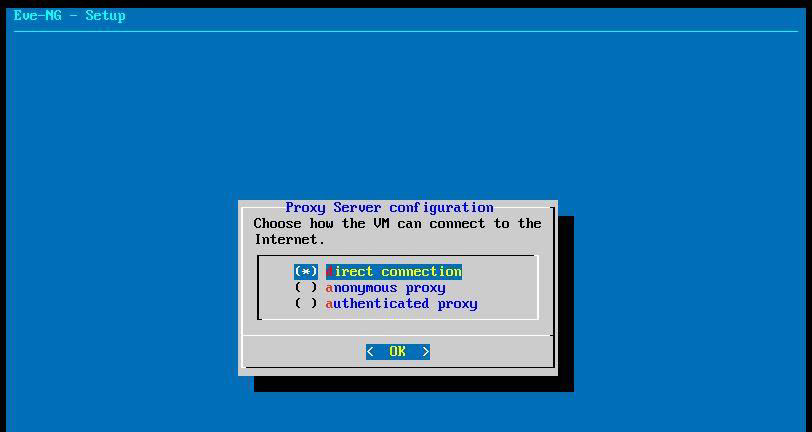 Eve-NG - Setup
Proxy Server configuration
Choose how the VM can connect to the
Internet.
(*) direct connection
( ) anonymous proxy
( ) authenticated proxy
< OK >